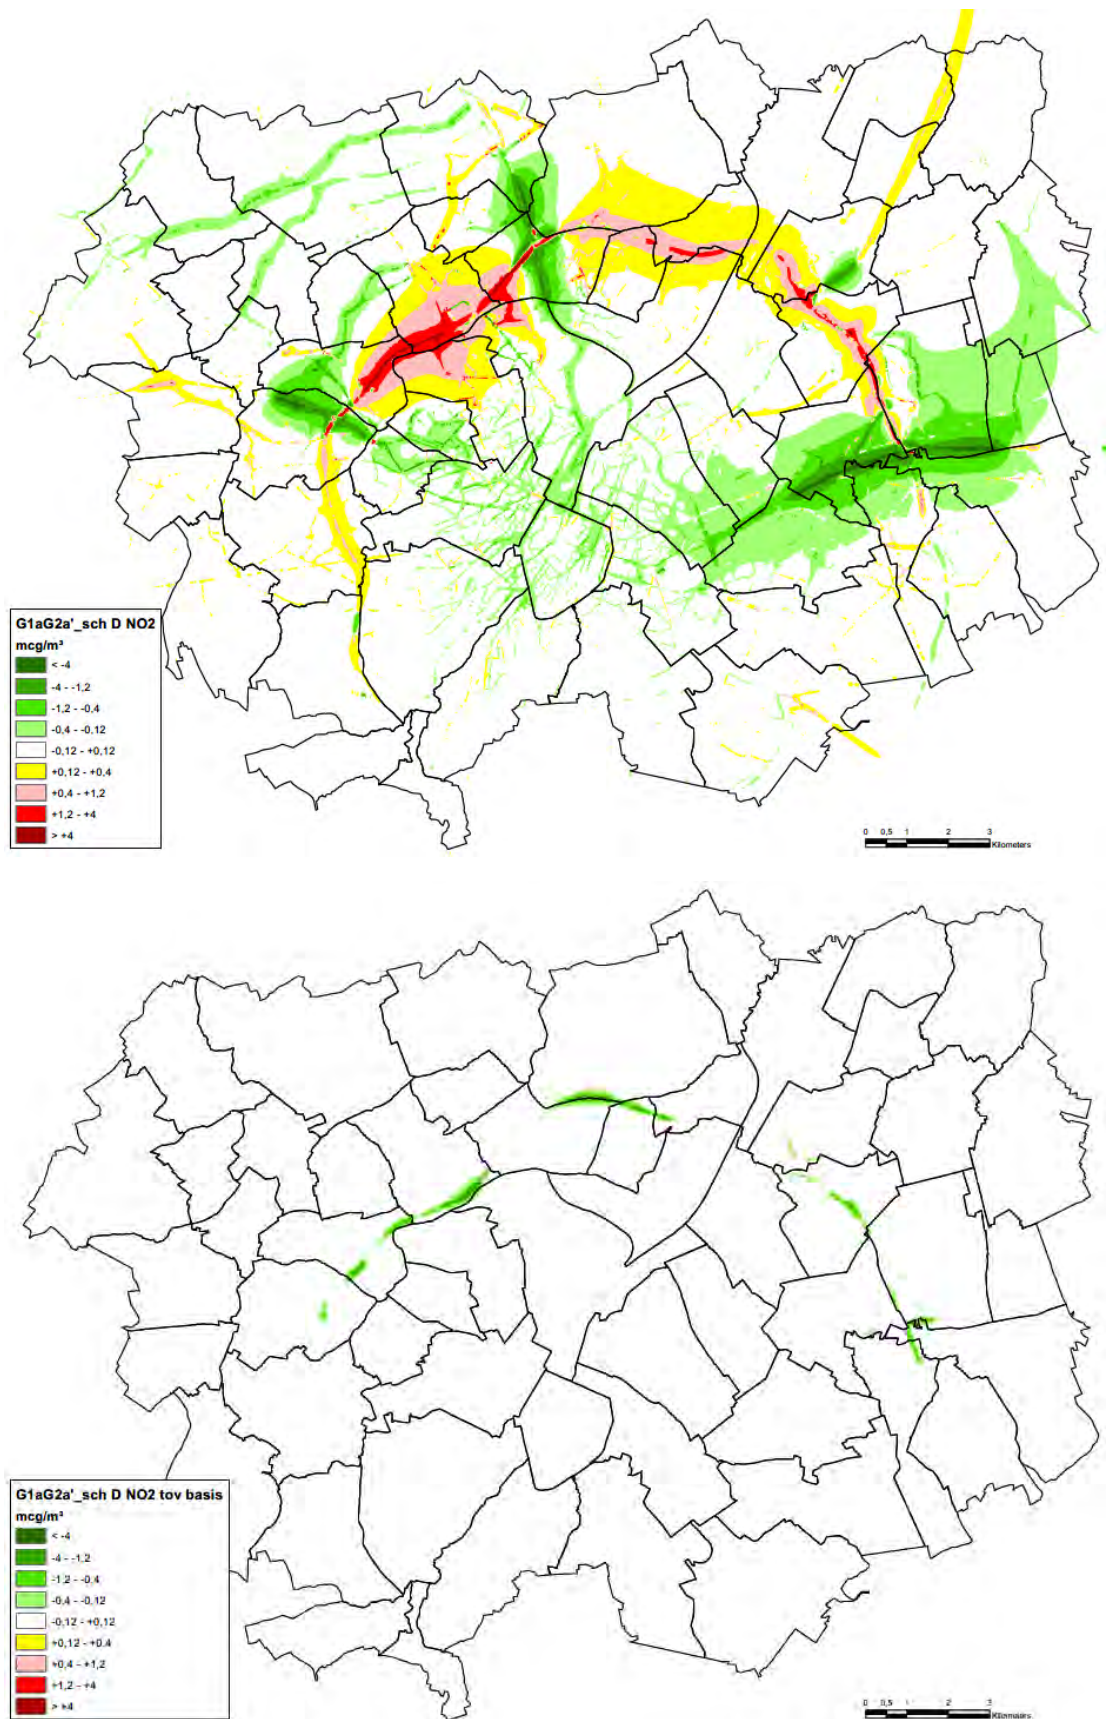 G1aG2a'_sch D NO2
mcg/m³
< -4
-4 - -1,2
-1,2 - -0,4
-0,4 - -0,12
-0,12 - +0,12
+0,12 - +0,4
+0,4 - +1,2
+1,2 - +4
> +4
0 0,5 1 2 3
Kilometers
G1aG2a'_sch D NO2 tov basis
mcg/m³
< -4
-4 - -1,2
-1,2 - -0,4
-0,4 - -0,12
-0,12 - +0,12
+0,12 - +0,4
+0,4 - +1,2
+1,2 - +4
> +4
0 0,5 1 2 3
Kilometers